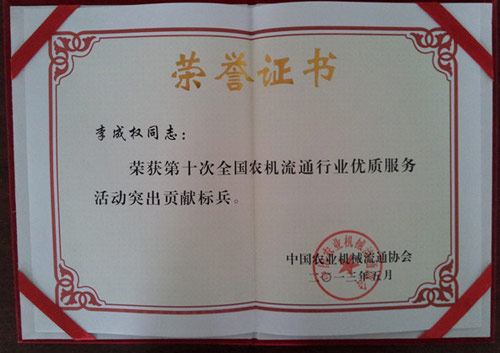 荣誉证书
李成权同志：
荣获第十次全国农机流通行业优质服务
活动突出贡献标兵。
中国农业机械流通协会
二〇一三年五月